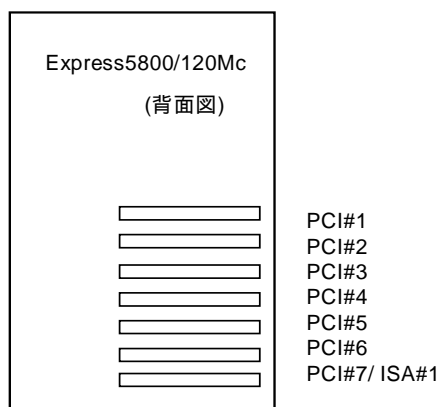 Express5800/120Mc
(背面図)
PCI#1
PCI#2
PCI#3
PCI#4
PCI#5
PCI#6
PCI#7/ ISA#1